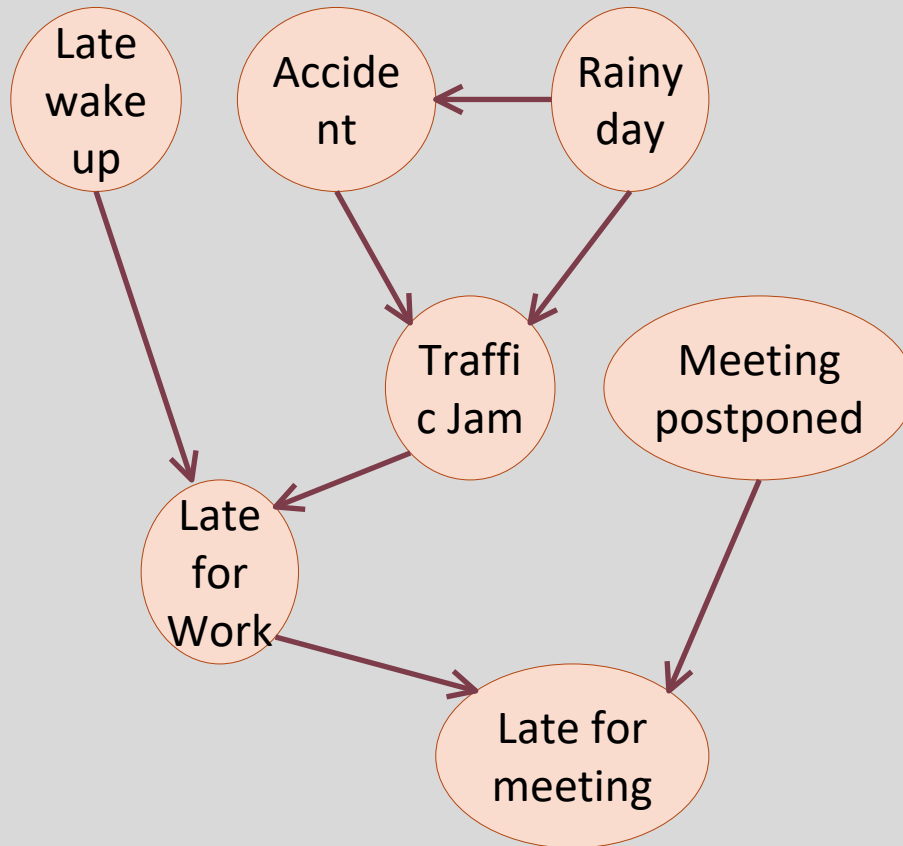 Late
wake
up
Accide
nt
Rainy
day
Traffi
c Jam
Meeting
postponed
Late
for
Work
Late for
meeting